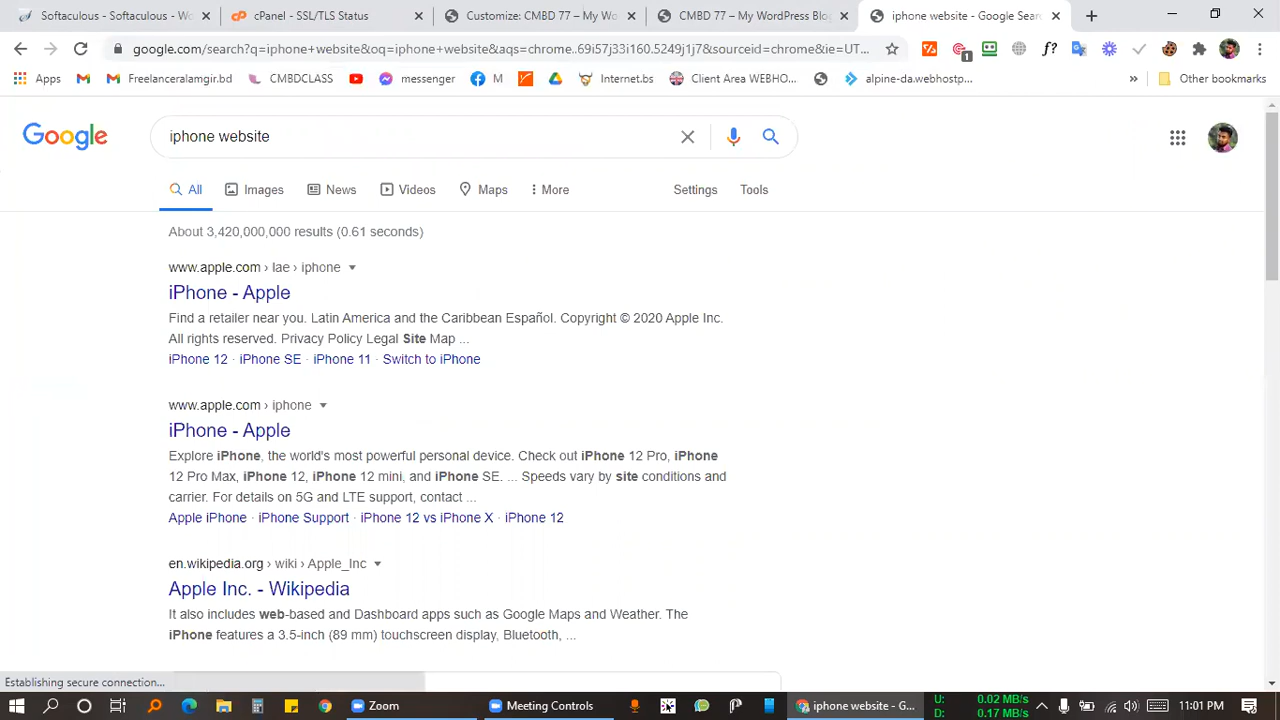 Softaculous - Softaculous - Wo
cPanel - SSL/TLS Status
Customize: CMBD 77 – My Wo
CMBD 77 – My WordPress Blog
iphone website - Google Sear
google.com/search?q=iphone+website&oq=iphone+website&aqs=chrome..69i57j33i160.5249j1j7&sourceid=chrome&ie=UT...
1
f?
Apps
Freelanceralamgir.bd
CMBDCLASS
messenger
M
Internet.bs
Client Area WEBHO...
alpine-da.webhostp...
»
Other bookmarks
Google
iphone website
All
Images
News
Videos
Maps
More
Settings
Tools
About 3,420,000,000 results (0.61 seconds)
www.apple.com › lae › iphone
iPhone - Apple
Find a retailer near you. Latin America and the Caribbean Español. Copyright © 2020 Apple Inc.
All rights reserved. Privacy Policy Legal Site Map ...
iPhone 12 · iPhone SE · iPhone 11 · Switch to iPhone
www.apple.com › iphone
iPhone - Apple
Explore iPhone, the world's most powerful personal device. Check out iPhone 12 Pro, iPhone
12 Pro Max, iPhone 12, iPhone 12 mini, and iPhone SE. ... Speeds vary by site conditions and
carrier. For details on 5G and LTE support, contact ...
Apple iPhone · iPhone Support · iPhone 12 vs iPhone X · iPhone 12
en.wikipedia.org › wiki › Apple_Inc
Apple Inc. - Wikipedia
It also includes web-based and Dashboard apps such as Google Maps and Weather. The
iPhone features a 3.5-inch (89 mm) touchscreen display, Bluetooth, ...
Establishing secure connection...
Zoom
Meeting Controls
iphone website - G...
U: 0.02 MB/s
D: 0.17 MB/s
11:01 PM